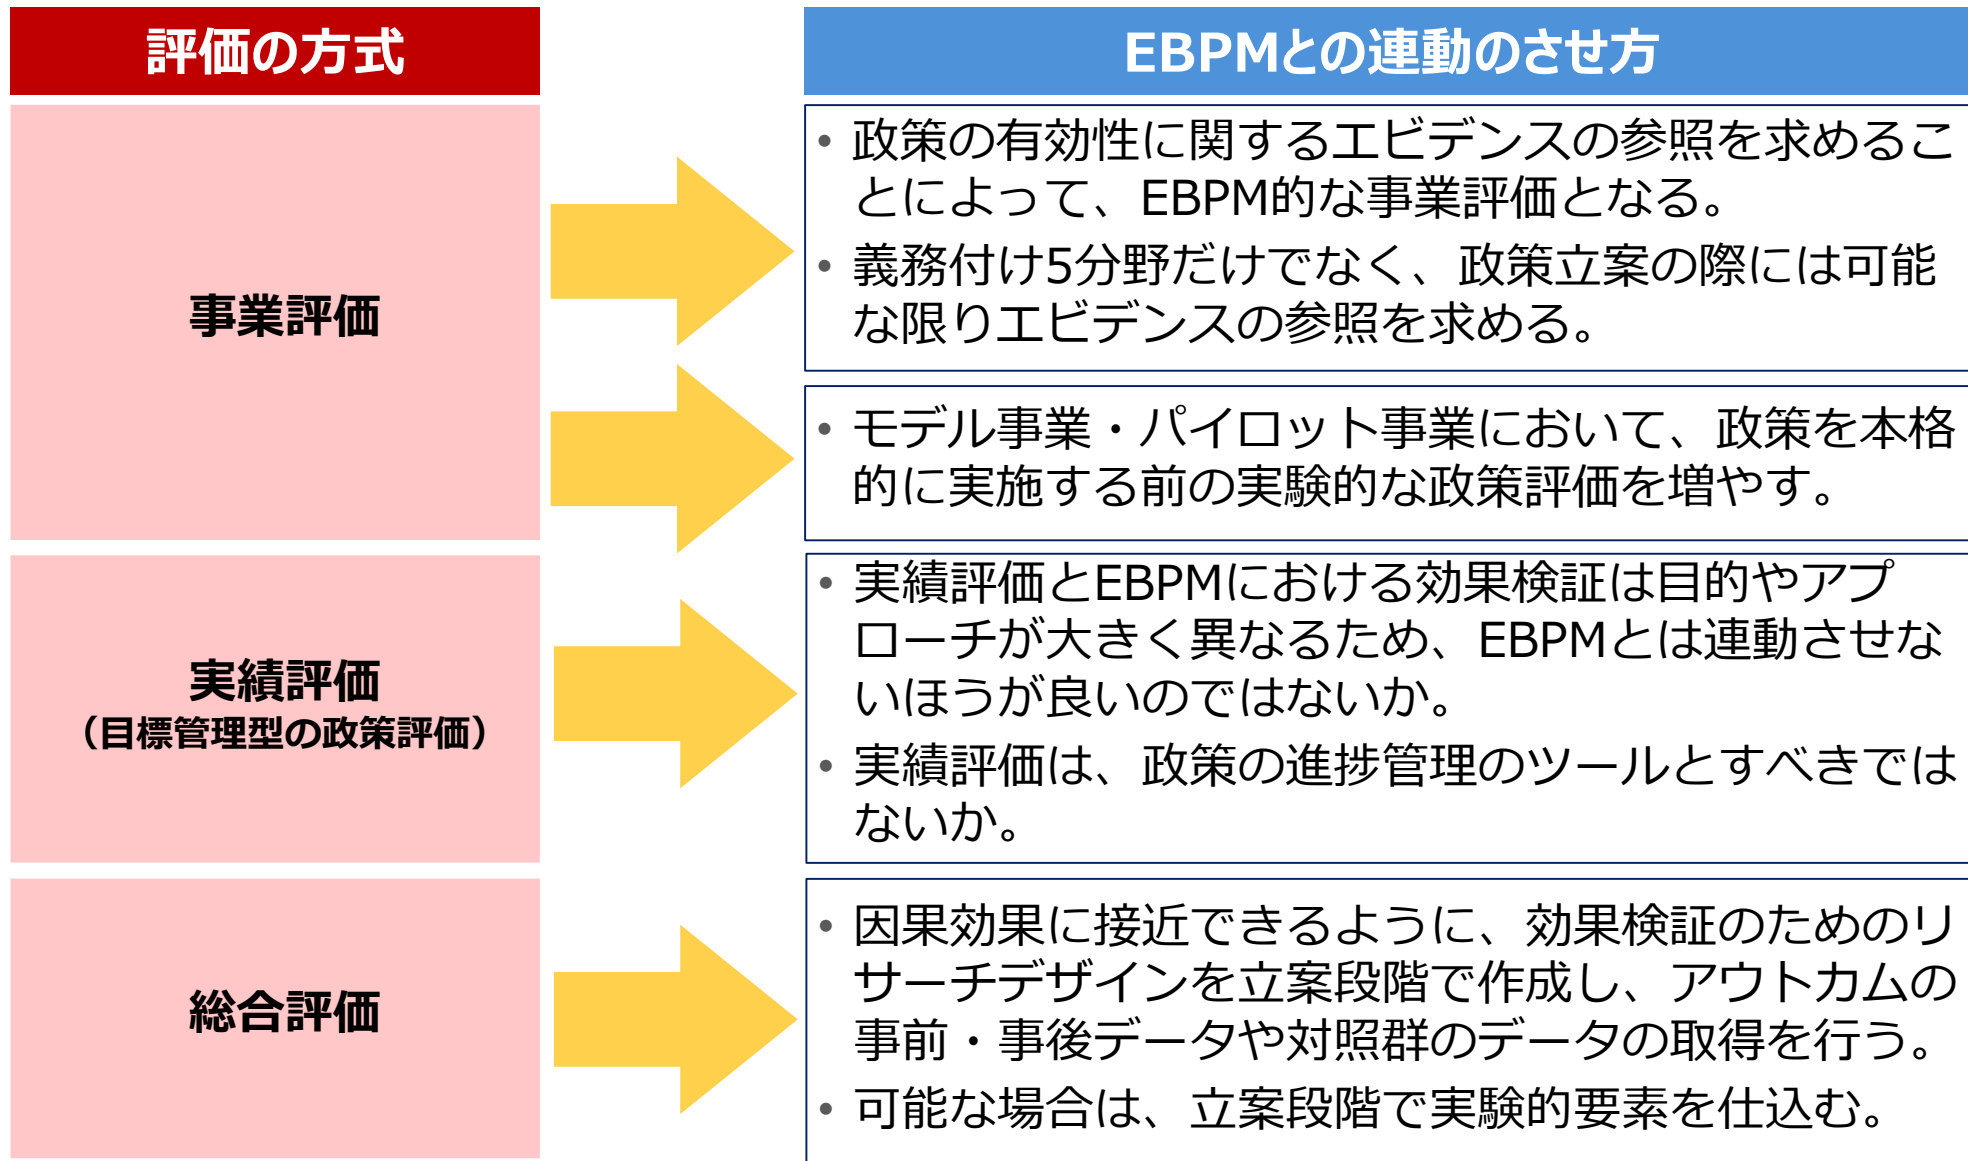 評価の方式
EBPMとの連動のさせ方
事業評価
• 政策の有効性に関するエビデンスの参照を求めるこ
とによって、EBPM的な事業評価となる。
• 義務付け5分野だけでなく、政策立案の際には可能
な限りエビデンスの参照を求める。
• モデル事業・パイロット事業において、政策を本格
的に実施する前の実験的な政策評価を増やす。
実績評価
（目標管理型の政策評価）
• 実績評価とEBPMにおける効果検証は目的やアプ
ローチが大きく異なるため、EBPMとは連動させな
いほうが良いのではないか。
• 実績評価は、政策の進捗管理のツールとすべきでは
ないか。
総合評価
• 因果効果に接近できるように、効果検証のためのリ
サーチデザインを立案段階で作成し、アウトカムの
事前・事後データや対照群のデータの取得を行う。
• 可能な場合は、立案段階で実験的要素を仕込む。